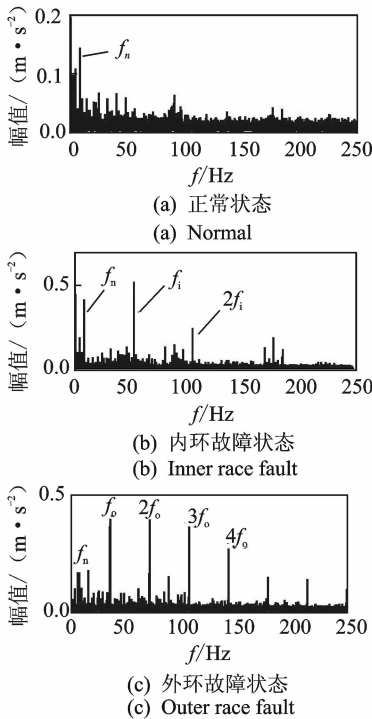 0.2
幅值/（m·s⁻²）
0.1
0.0
fₙ
0 50 100 150 200 250
f/Hz
(a) 正常状态
(a) Normal
0.5
幅值/（m·s⁻²）
0.0
fₙ
fᵢ
2fᵢ
0 50 100 150 200 250
f/Hz
(b) 内环故障状态
(b) Inner race fault
0.5
幅值/（m·s⁻²）
0.0
fₙ
fₒ
2fₒ
3fₒ
4fₒ
0 50 100 150 200 250
f/Hz
(c) 外环故障状态
(c) Outer race fault